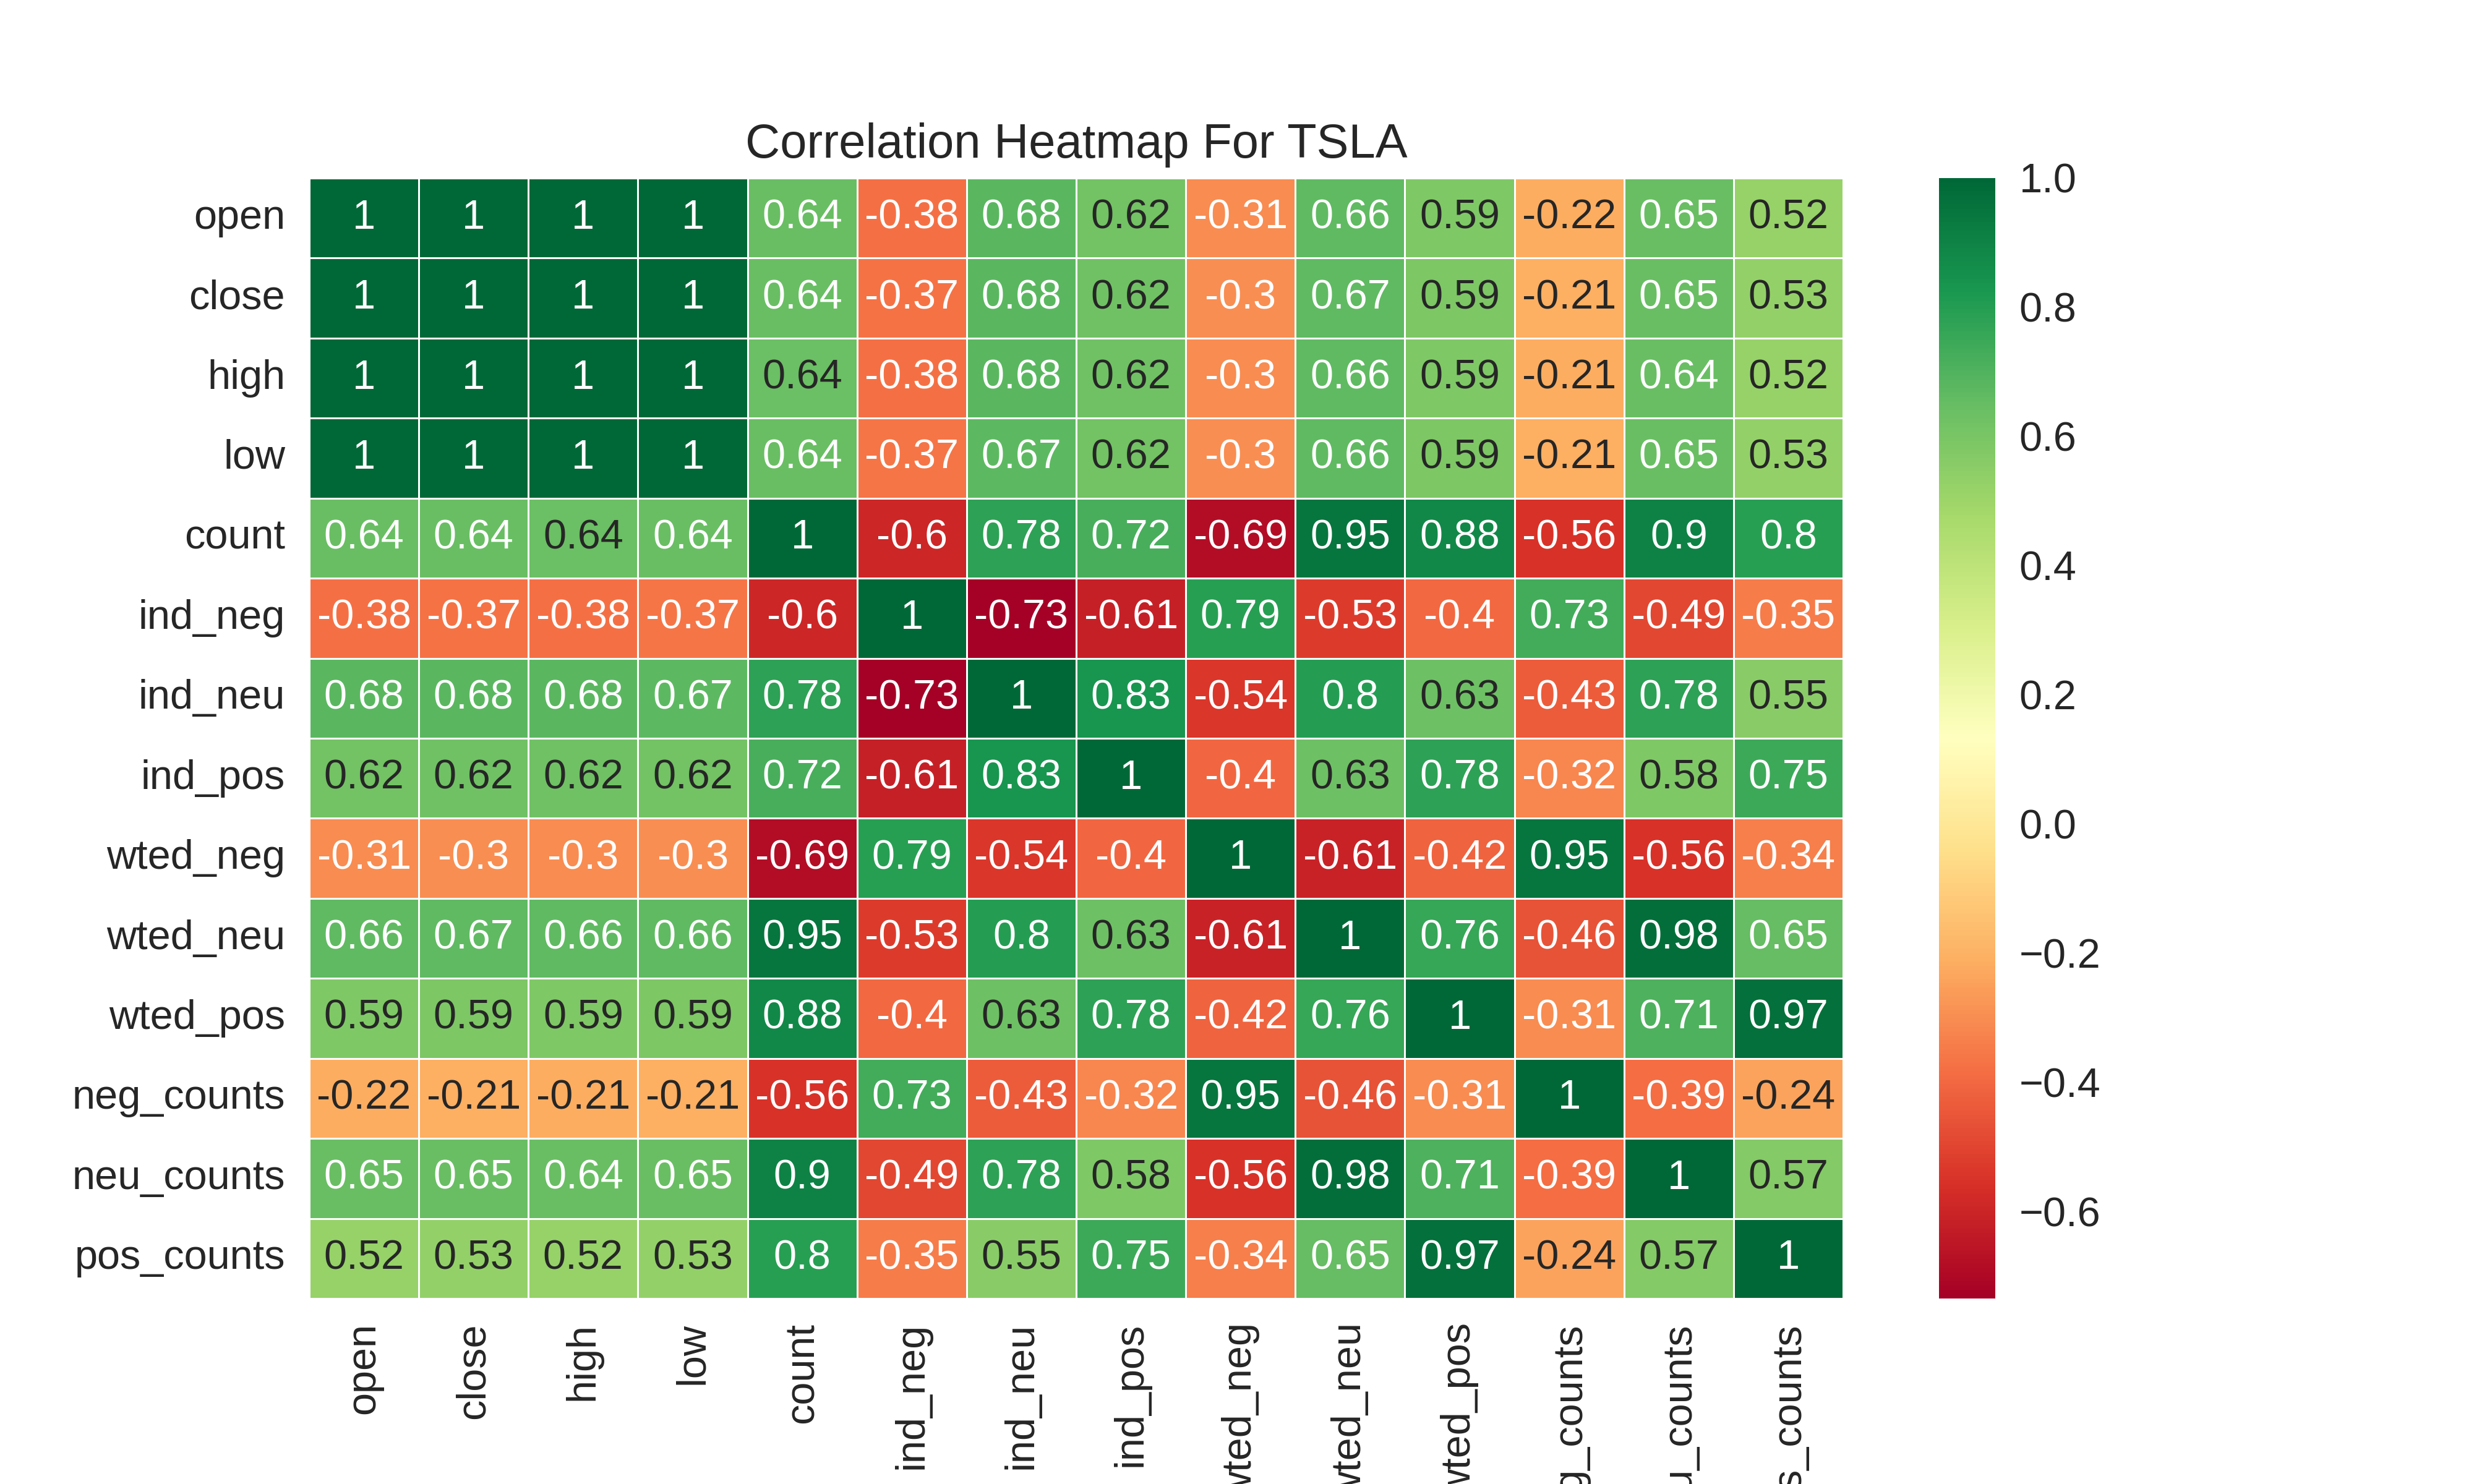 Correlation Heatmap For TSLA
open 1 1 1 1 0.64 -0.38 0.68 0.62 -0.31 0.66 0.59 -0.22 0.65 0.52
close 1 1 1 1 0.64 -0.37 0.68 0.62 -0.3 0.67 0.59 -0.21 0.65 0.53
high 1 1 1 1 0.64 -0.38 0.68 0.62 -0.3 0.66 0.59 -0.21 0.64 0.52
low 1 1 1 1 0.64 -0.37 0.67 0.62 -0.3 0.66 0.59 -0.21 0.65 0.53
count 0.64 0.64 0.64 0.64 1 -0.6 0.78 0.72 -0.69 0.95 0.88 -0.56 0.9 0.8
ind_neg -0.38 -0.37 -0.38 -0.37 -0.6 1 -0.73 -0.61 0.79 -0.53 -0.4 0.73 -0.49 -0.35
ind_neu 0.68 0.68 0.68 0.67 0.78 -0.73 1 0.83 -0.54 0.8 0.63 -0.43 0.78 0.55
ind_pos 0.62 0.62 0.62 0.62 0.72 -0.61 0.83 1 -0.4 0.63 0.78 -0.32 0.58 0.75
wted_neg -0.31 -0.3 -0.3 -0.3 -0.69 0.79 -0.54 -0.4 1 -0.61 -0.42 0.95 -0.56 -0.34
wted_neu 0.66 0.67 0.66 0.66 0.95 -0.53 0.8 0.63 -0.61 1 0.76 -0.46 0.98 0.65
wted_pos 0.59 0.59 0.59 0.59 0.88 -0.4 0.63 0.78 -0.42 0.76 1 -0.31 0.71 0.97
neg_counts -0.22 -0.21 -0.21 -0.21 -0.56 0.73 -0.43 -0.32 0.95 -0.46 -0.31 1 -0.39 -0.24
neu_counts 0.65 0.65 0.64 0.65 0.9 -0.49 0.78 0.58 -0.56 0.98 0.71 -0.39 1 0.57
pos_counts 0.52 0.53 0.52 0.53 0.8 -0.35 0.55 0.75 -0.34 0.65 0.97 -0.24 0.57 1
open close high low count ind_neg ind_neu ind_pos wted_neg wted_neu wted_pos g_counts u_counts s_counts
1.0
0.8
0.6
0.4
0.2
0.0
−0.2
−0.4
−0.6